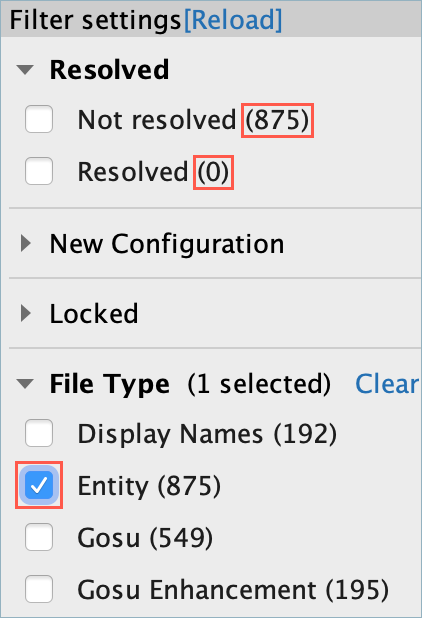 Filter settings[Reload]
Resolved
Not resolved (875)
Resolved (0)
New Configuration
Locked
File Type (1 selected) Clear
Display Names (192)
Entity (875)
Gosu (549)
Gosu Enhancement (195)